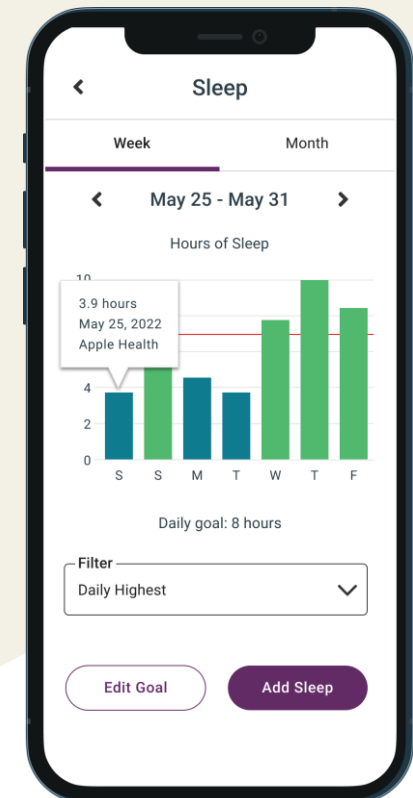 Sleep
Week Month
May 25 - May 31
Hours of Sleep
10
3.9 hours
May 25, 2022
Apple Health
4
2
0
S S M T W T F
Daily goal: 8 hours
Filter
Daily Highest
Edit Goal Add Sleep